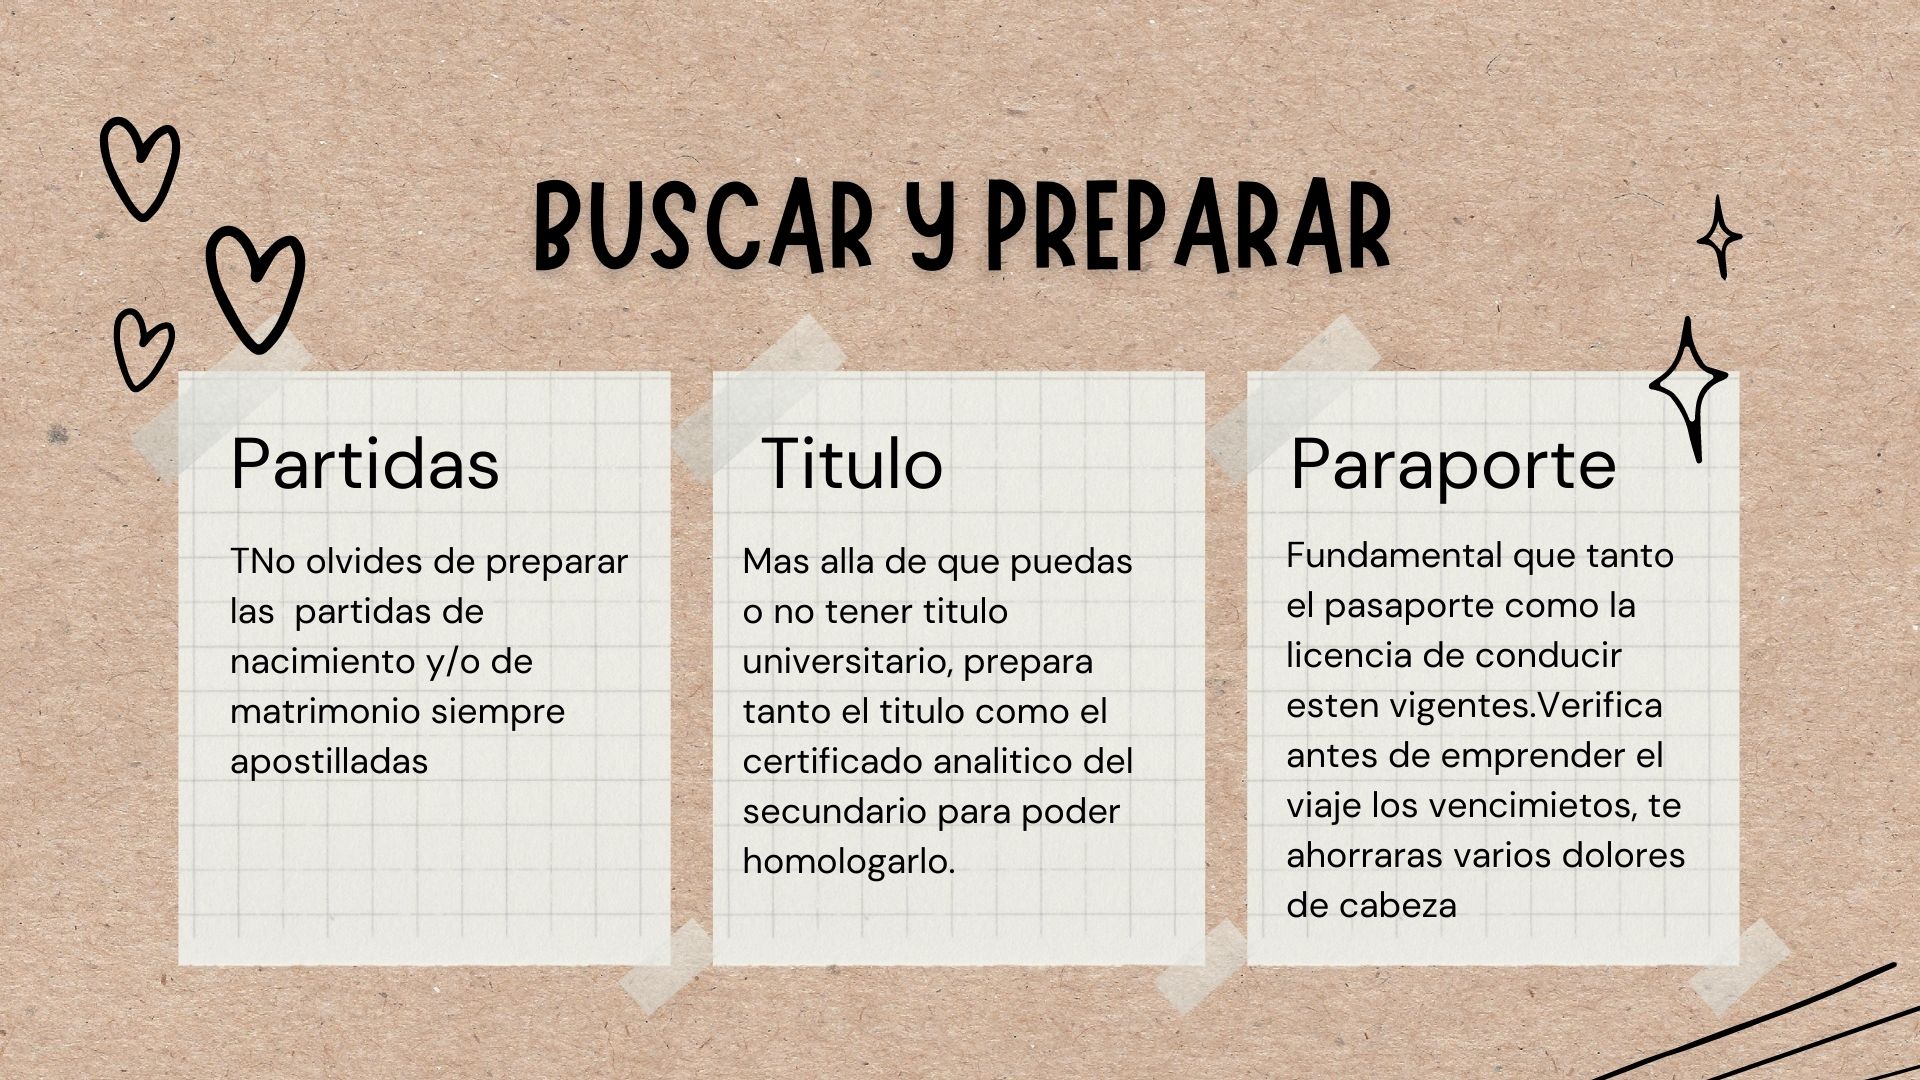 BUSCAR Y PREPARAR
Partidas
TNo olvides de preparar
las  partidas de
nacimiento y/o de
matrimonio siempre
apostilladas
Titulo
Mas alla de que puedas
o no tener titulo
universitario, prepara
tanto el titulo como el
certificado analitico del
secundario para poder
homologarlo.
Paraporte
Fundamental que tanto
el pasaporte como la
licencia de conducir
esten vigentes.Verifica
antes de emprender el
viaje los vencimietos, te
ahorraras varios dolores
de cabeza